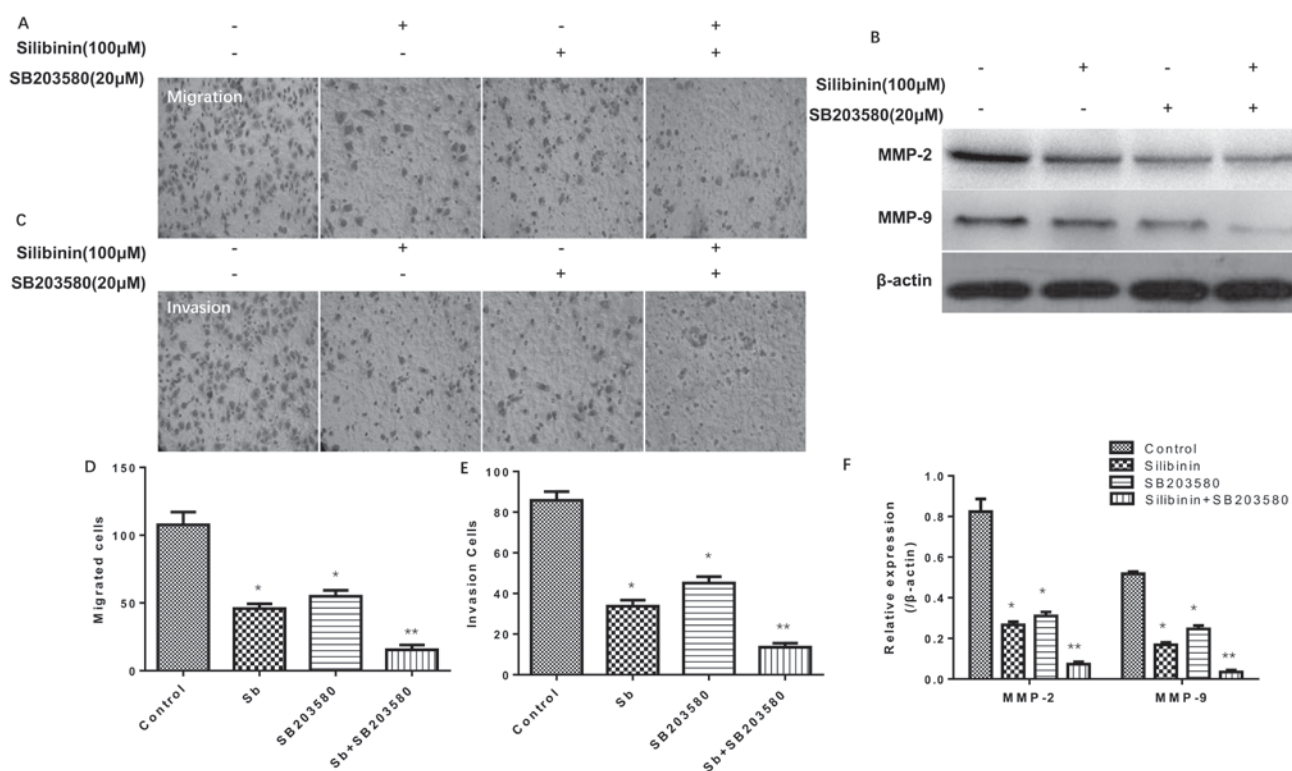 A
- + - +
Silibinin(100μM)
- - + +
SB203580(20μM)
Migration
B
- + - +
Silibinin(100μM)
- - + +
SB203580(20μM)
MMP-2
MMP-9
β-actin
C
Silibinin(100μM) - + - +
SB203580(20μM) - - + +
Invasion
D
150
100
50
0
Migrated cells
* * **
Control Sb SB203580 Sb+SB203580
E
100
80
60
40
20
0
Invasion Cells
* * **
Control Sb SB203580 Sb+SB203580
F
Control
Silibinin
SB203580
Silibinin+SB203580
1.0
0.8
0.6
0.4
0.2
0.0
Relative expression
(/β-actin)
* * ** * * **
MMP-2 MMP-9